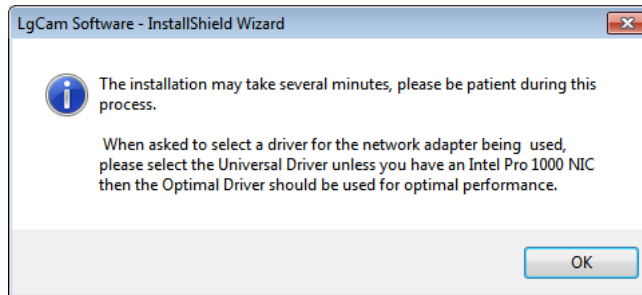 LgCam Software - InstallShield Wizard
The installation may take several minutes, please be patient during this
process.
When asked to select a driver for the network adapter being  used,
please select the Universal Driver unless you have an Intel Pro 1000 NIC
then the Optimal Driver should be used for optimal performance.
OK